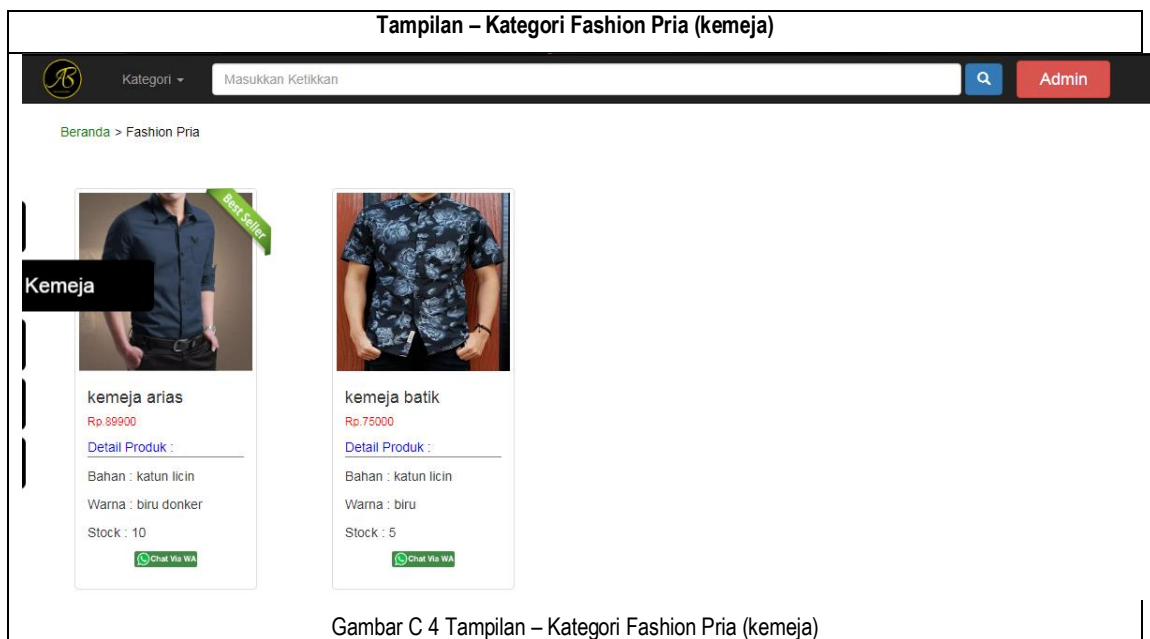 Tampilan – Kategori Fashion Pria (kemeja)
AB
Kategori
Masukkan Ketikkan
Admin
Beranda > Fashion Pria
Best Seller
Kemeja
kemeja arias
Rp.89900
Detail Produk :
Bahan : katun licin
Warna : biru donker
Stock : 10
Chat Via WA
kemeja batik
Rp.75000
Detail Produk :
Bahan : katun licin
Warna : biru
Stock : 5
Chat Via WA
Gambar C 4 Tampilan – Kategori Fashion Pria (kemeja)